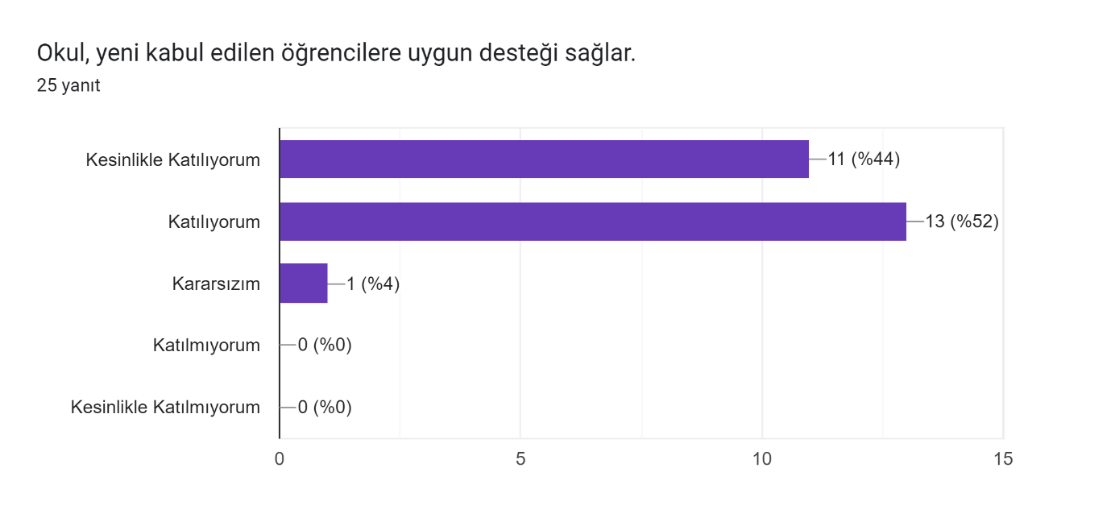 Okul, yeni kabul edilen öğrencilere uygun desteği sağlar.
25 yanıt
Kesinlikle Katılıyorum 11 (%44)
Katılıyorum 13 (%52)
Kararsızım 1 (%4)
Katılmıyorum 0 (%0)
Kesinlikle Katılmıyorum 0 (%0)
0 5 10 15